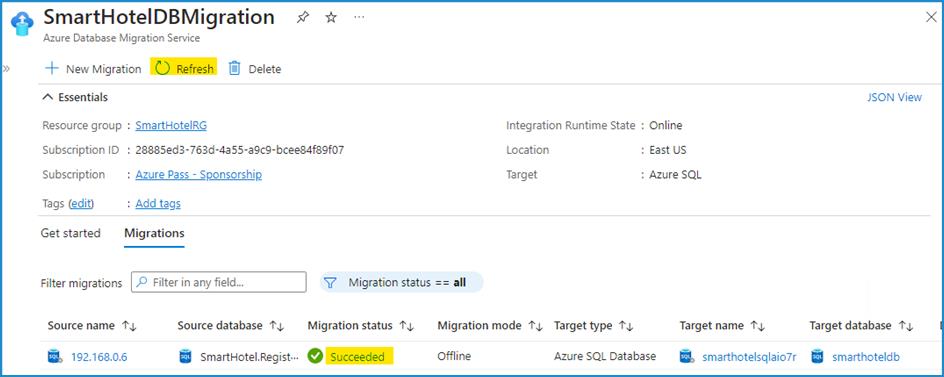 SmartHotelDBMigration
Azure Database Migration Service
New Migration Refresh Delete
Essentials JSON View
Resource group : SmartHotelRG Integration Runtime State : Online
Subscription ID : 28885ed3-763d-4a55-a9c9-bcee84f89f07 Location : East US
Subscription : Azure Pass - Sponsorship Target : Azure SQL
Tags (edit) : Add tags
Get started Migrations
Filter migrations Filter in any field... Migration status == all
Source name Source database Migration status Migration mode Target type Target name Target database
192.168.0.6 SmartHotel.Regist··· Succeeded Offline Azure SQL Database smarthotelsqlaio7r smarthoteldb